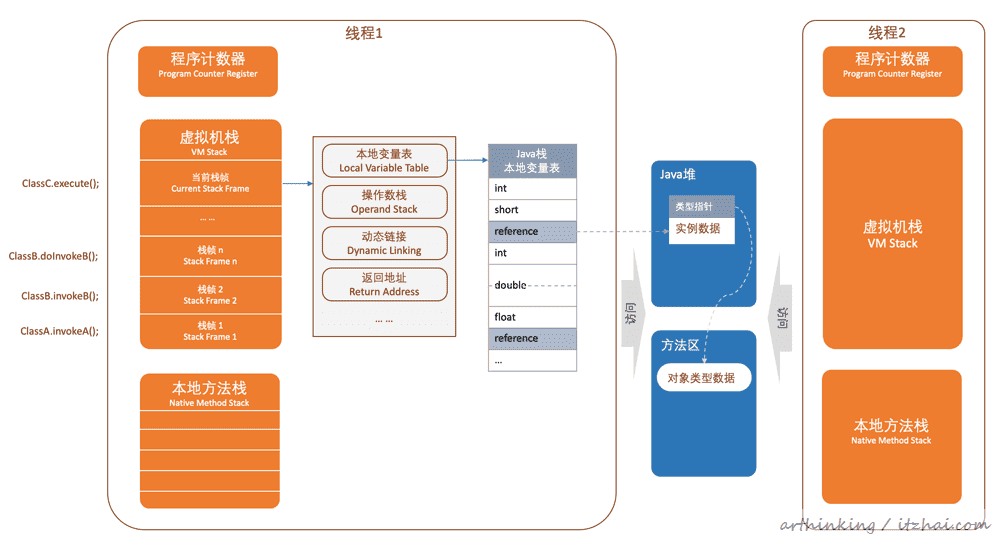 线程1
程序计数器
Program Counter Register
虚拟机栈
VM Stack
ClassC.execute();
当前栈帧
Current Stack Frame
... ...
ClassB.doInvokeB();
栈帧 n
Stack Frame n
ClassB.invokeB();
栈帧 2
Stack Frame 2
ClassA.invokeA();
栈帧 1
Stack Frame 1
本地方法栈
Native Method Stack
本地变量表
Local Variable Table
操作数栈
Operand Stack
动态链接
Dynamic Linking
返回地址
Return Address
... ...
Java栈
本地变量表
int
short
reference
int
double
float
reference
...
访问
Java堆
类型指针
实例数据
方法区
对象类型数据
访问
线程2
程序计数器
Program Counter Register
虚拟机栈
VM Stack
本地方法栈
Native Method Stack
arthinking / itzhai.com